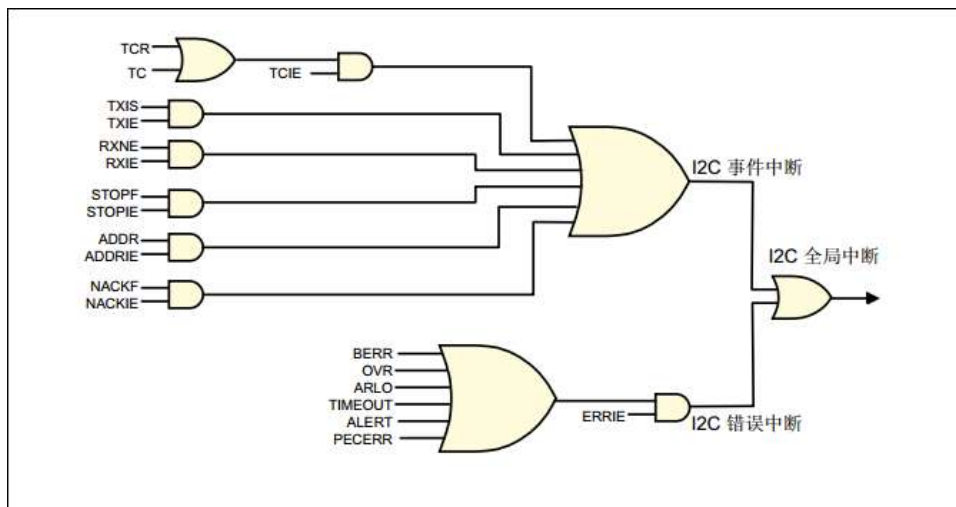 TCR
TC
TCIE
TXIS
TXIE
RXNE
RXIE
STOPF
STOPIE
ADDR
ADDRIE
NACKF
NACKIE
I2C 事件中断
I2C 全局中断
BERR
OVR
ARLO
TIMEOUT
ALERT
PECERR
ERRIE
I2C 错误中断